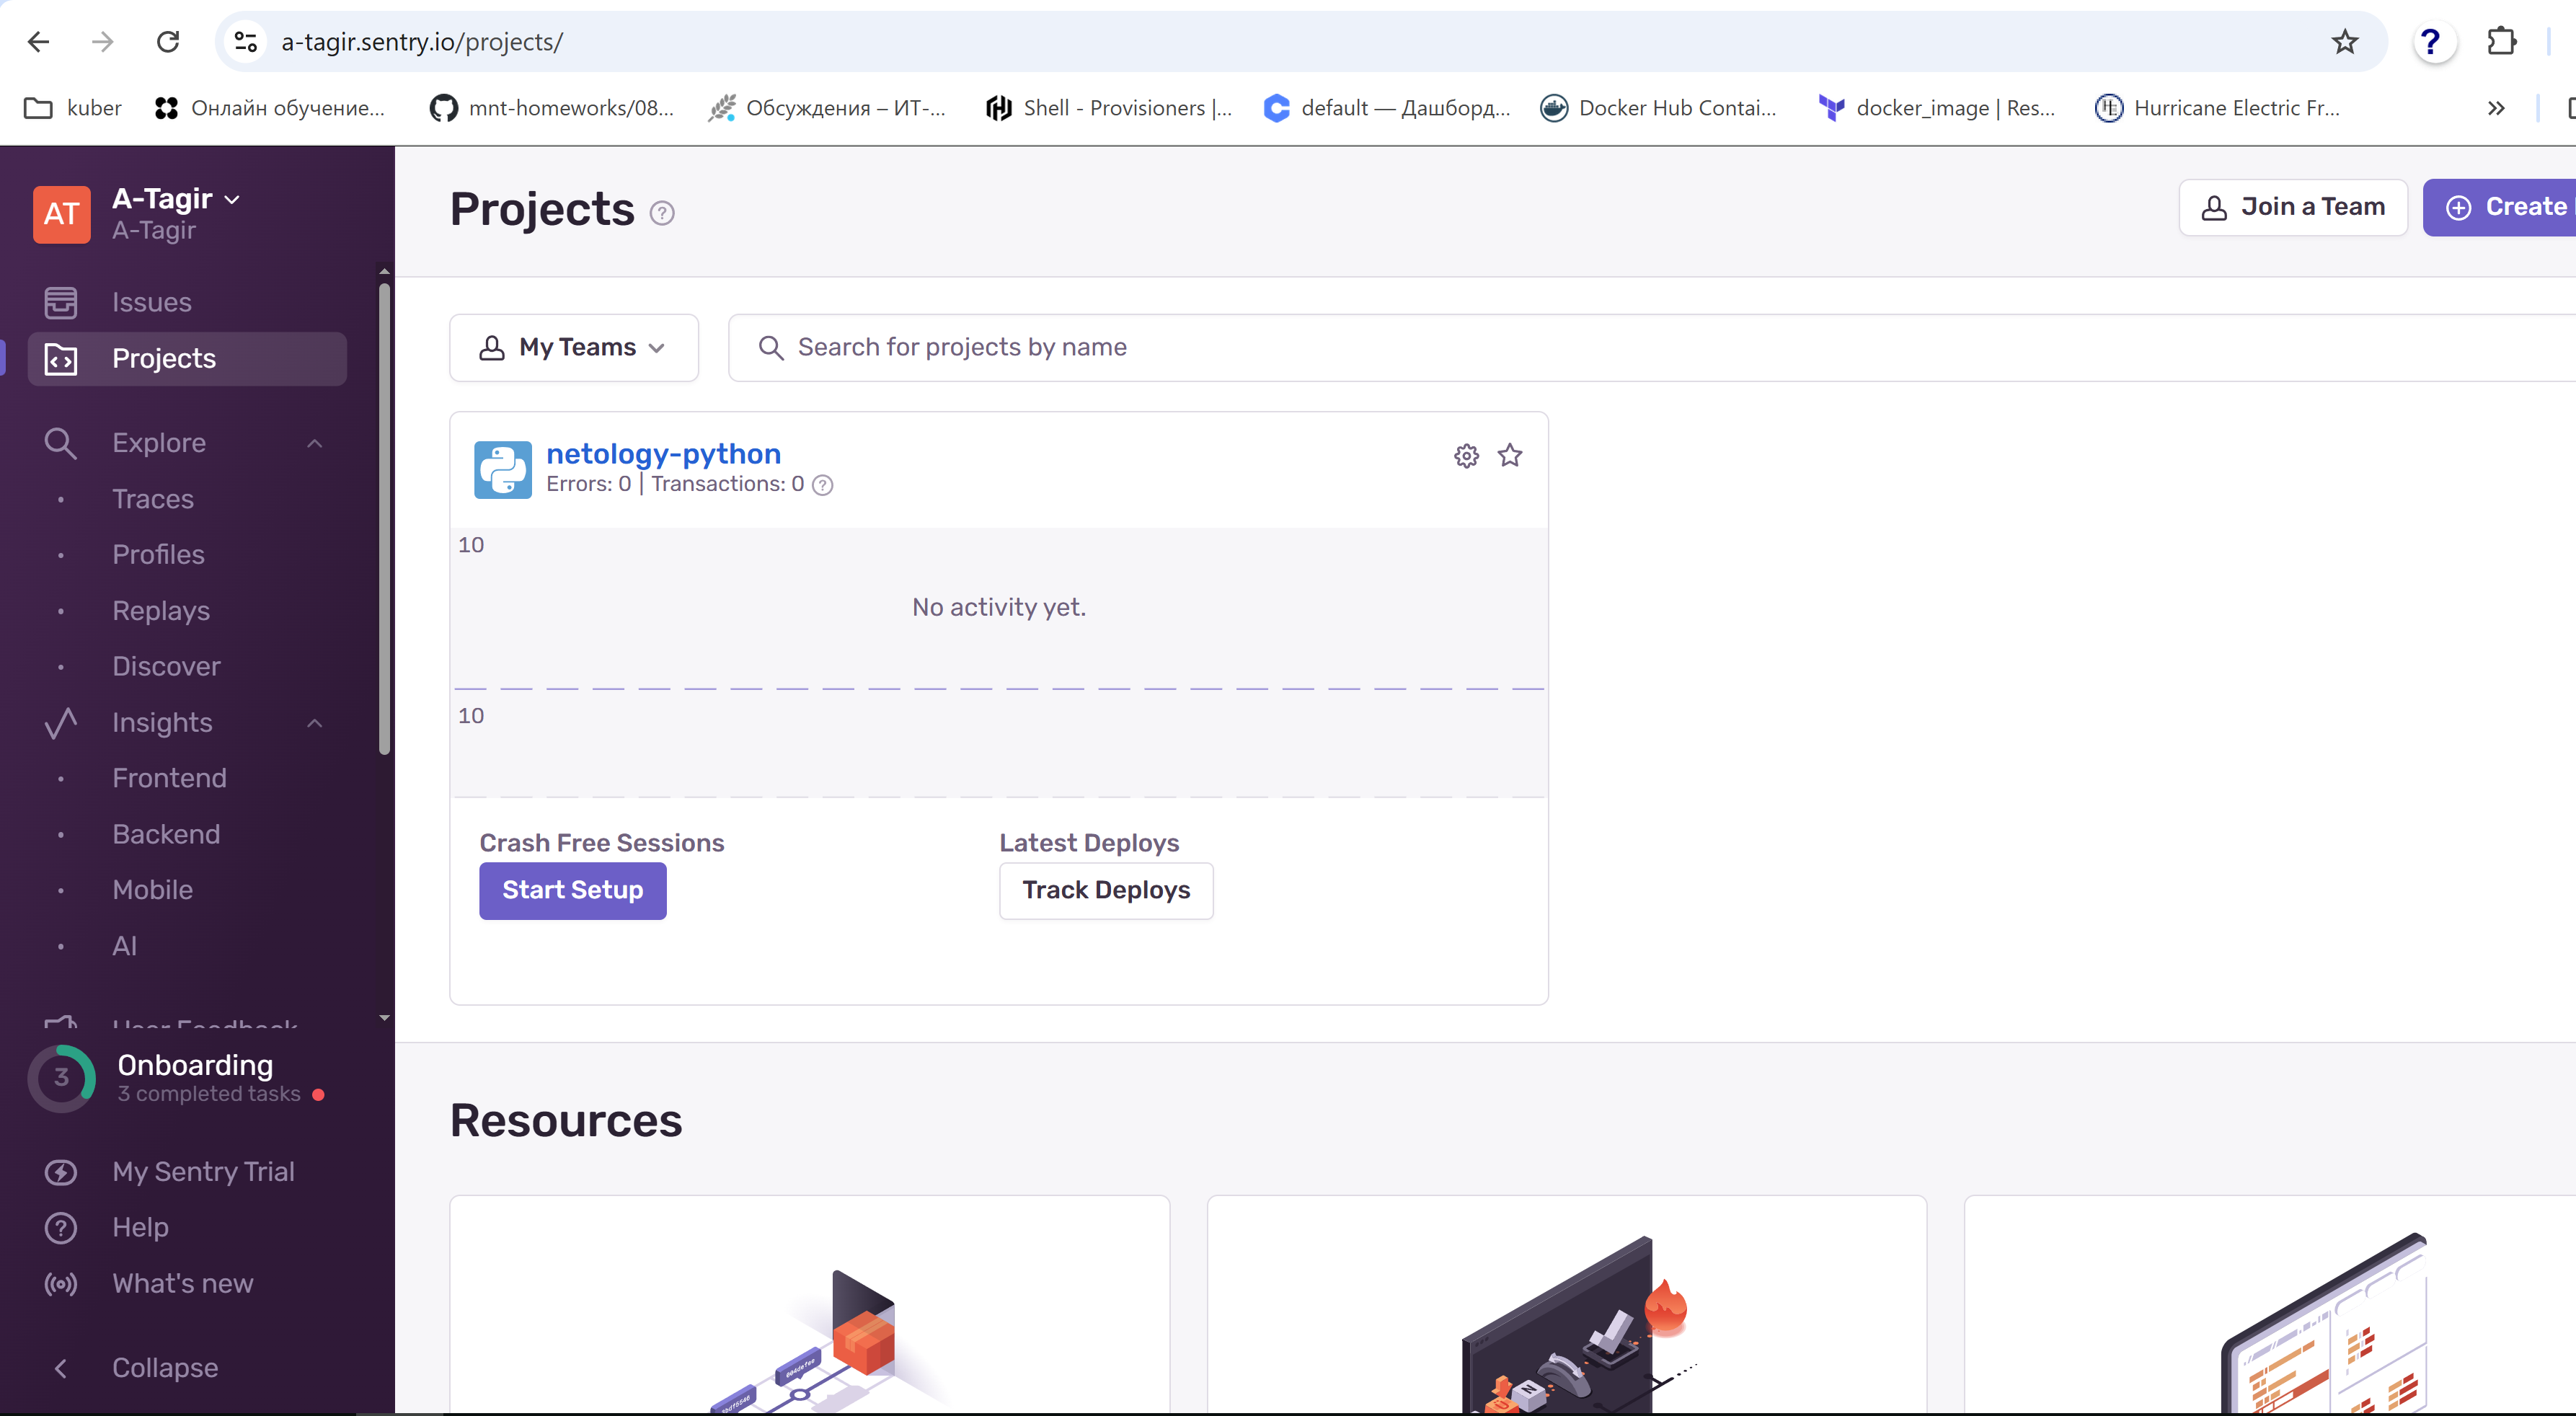 a-tagir.sentry.io/projects/
?
kuber
Онлайн обучение...
mnt-homeworks/08...
Обсуждения – ИТ-...
Shell - Provisioners |...
default — Дашборд...
Docker Hub Contai...
docker_image | Res...
Hurricane Electric Fr...
AT
A-Tagir
A-Tagir
Issues
Projects
Explore
Traces
Profiles
Replays
Discover
Insights
Frontend
Backend
Mobile
AI
User Feedback
3
Onboarding
3 completed tasks
My Sentry Trial
Help
What's new
Collapse
Projects
Join a Team
Create
My Teams
Search for projects by name
netology-python
Errors: 0 | Transactions: 0
10
No activity yet.
10
Crash Free Sessions
Start Setup
Latest Deploys
Track Deploys
Resources